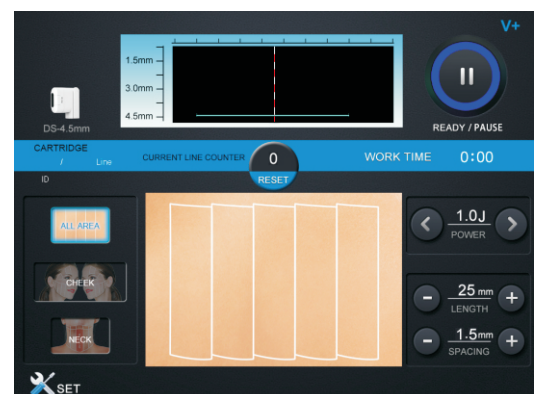 V+
1.5mm
3.0mm
4.5mm
DS-4.5mm
READY / PAUSE
CARTRIDGE
/ Line
CURRENT LINE COUNTER
0
RESET
WORK TIME 0:00
ID
ALL AREA
CHEEK
NECK
1.0J
POWER
25 mm
LENGTH
1.5mm
SPACING
SET